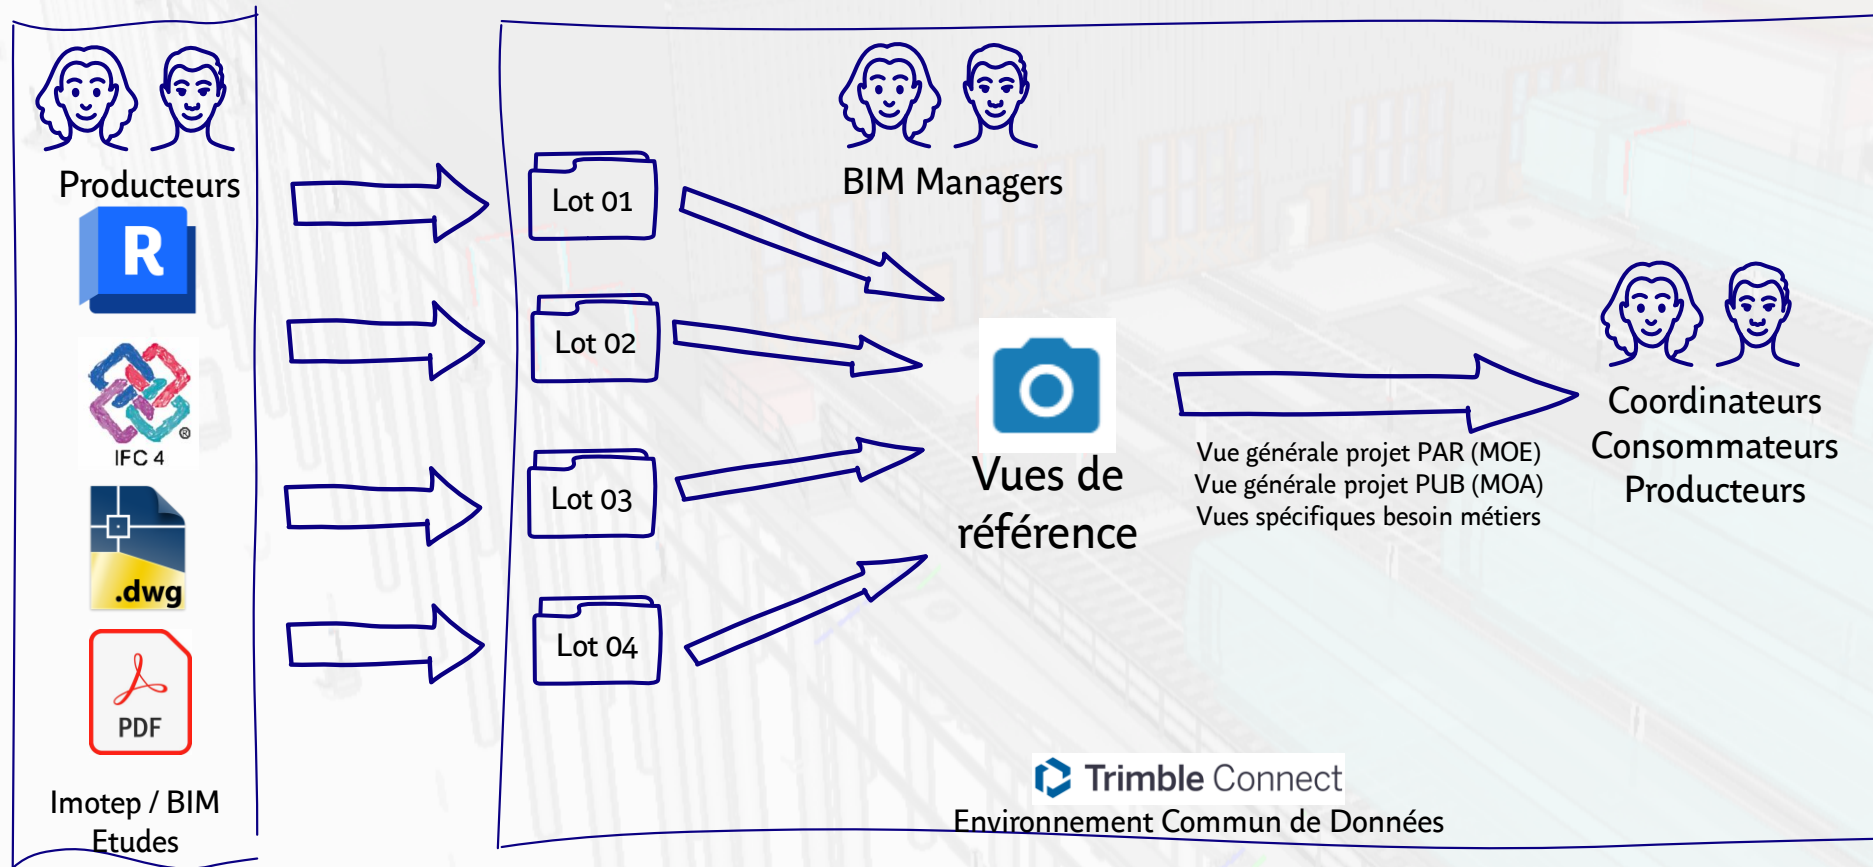 Producteurs
R
IFC 4
®
.dwg
PDF
Imotep / BIM
Etudes
Lot 01
Lot 02
Lot 03
Lot 04
BIM Managers
Vues de
référence
Vue générale projet PAR (MOE)
Vue générale projet PUB (MOA)
Vues spécifiques besoin métiers
Coordinateurs
Consommateurs
Producteurs
Trimble Connect
Environnement Commun de Données